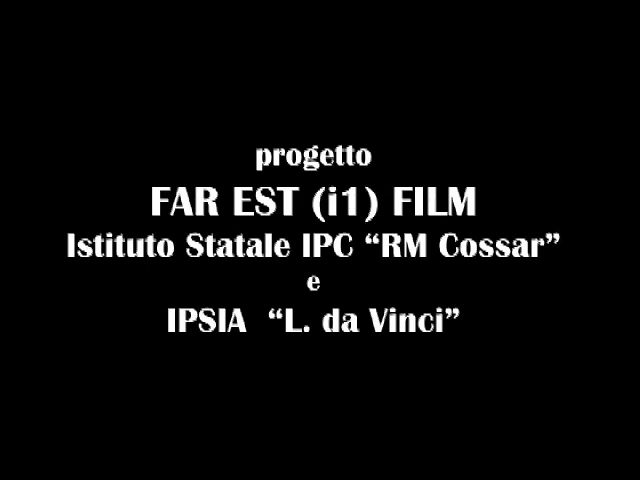 progetto
FAR EST (i1) FILM
Istituto Statale IPC “RM Cossar”
e
IPSIA “L. da Vinci”